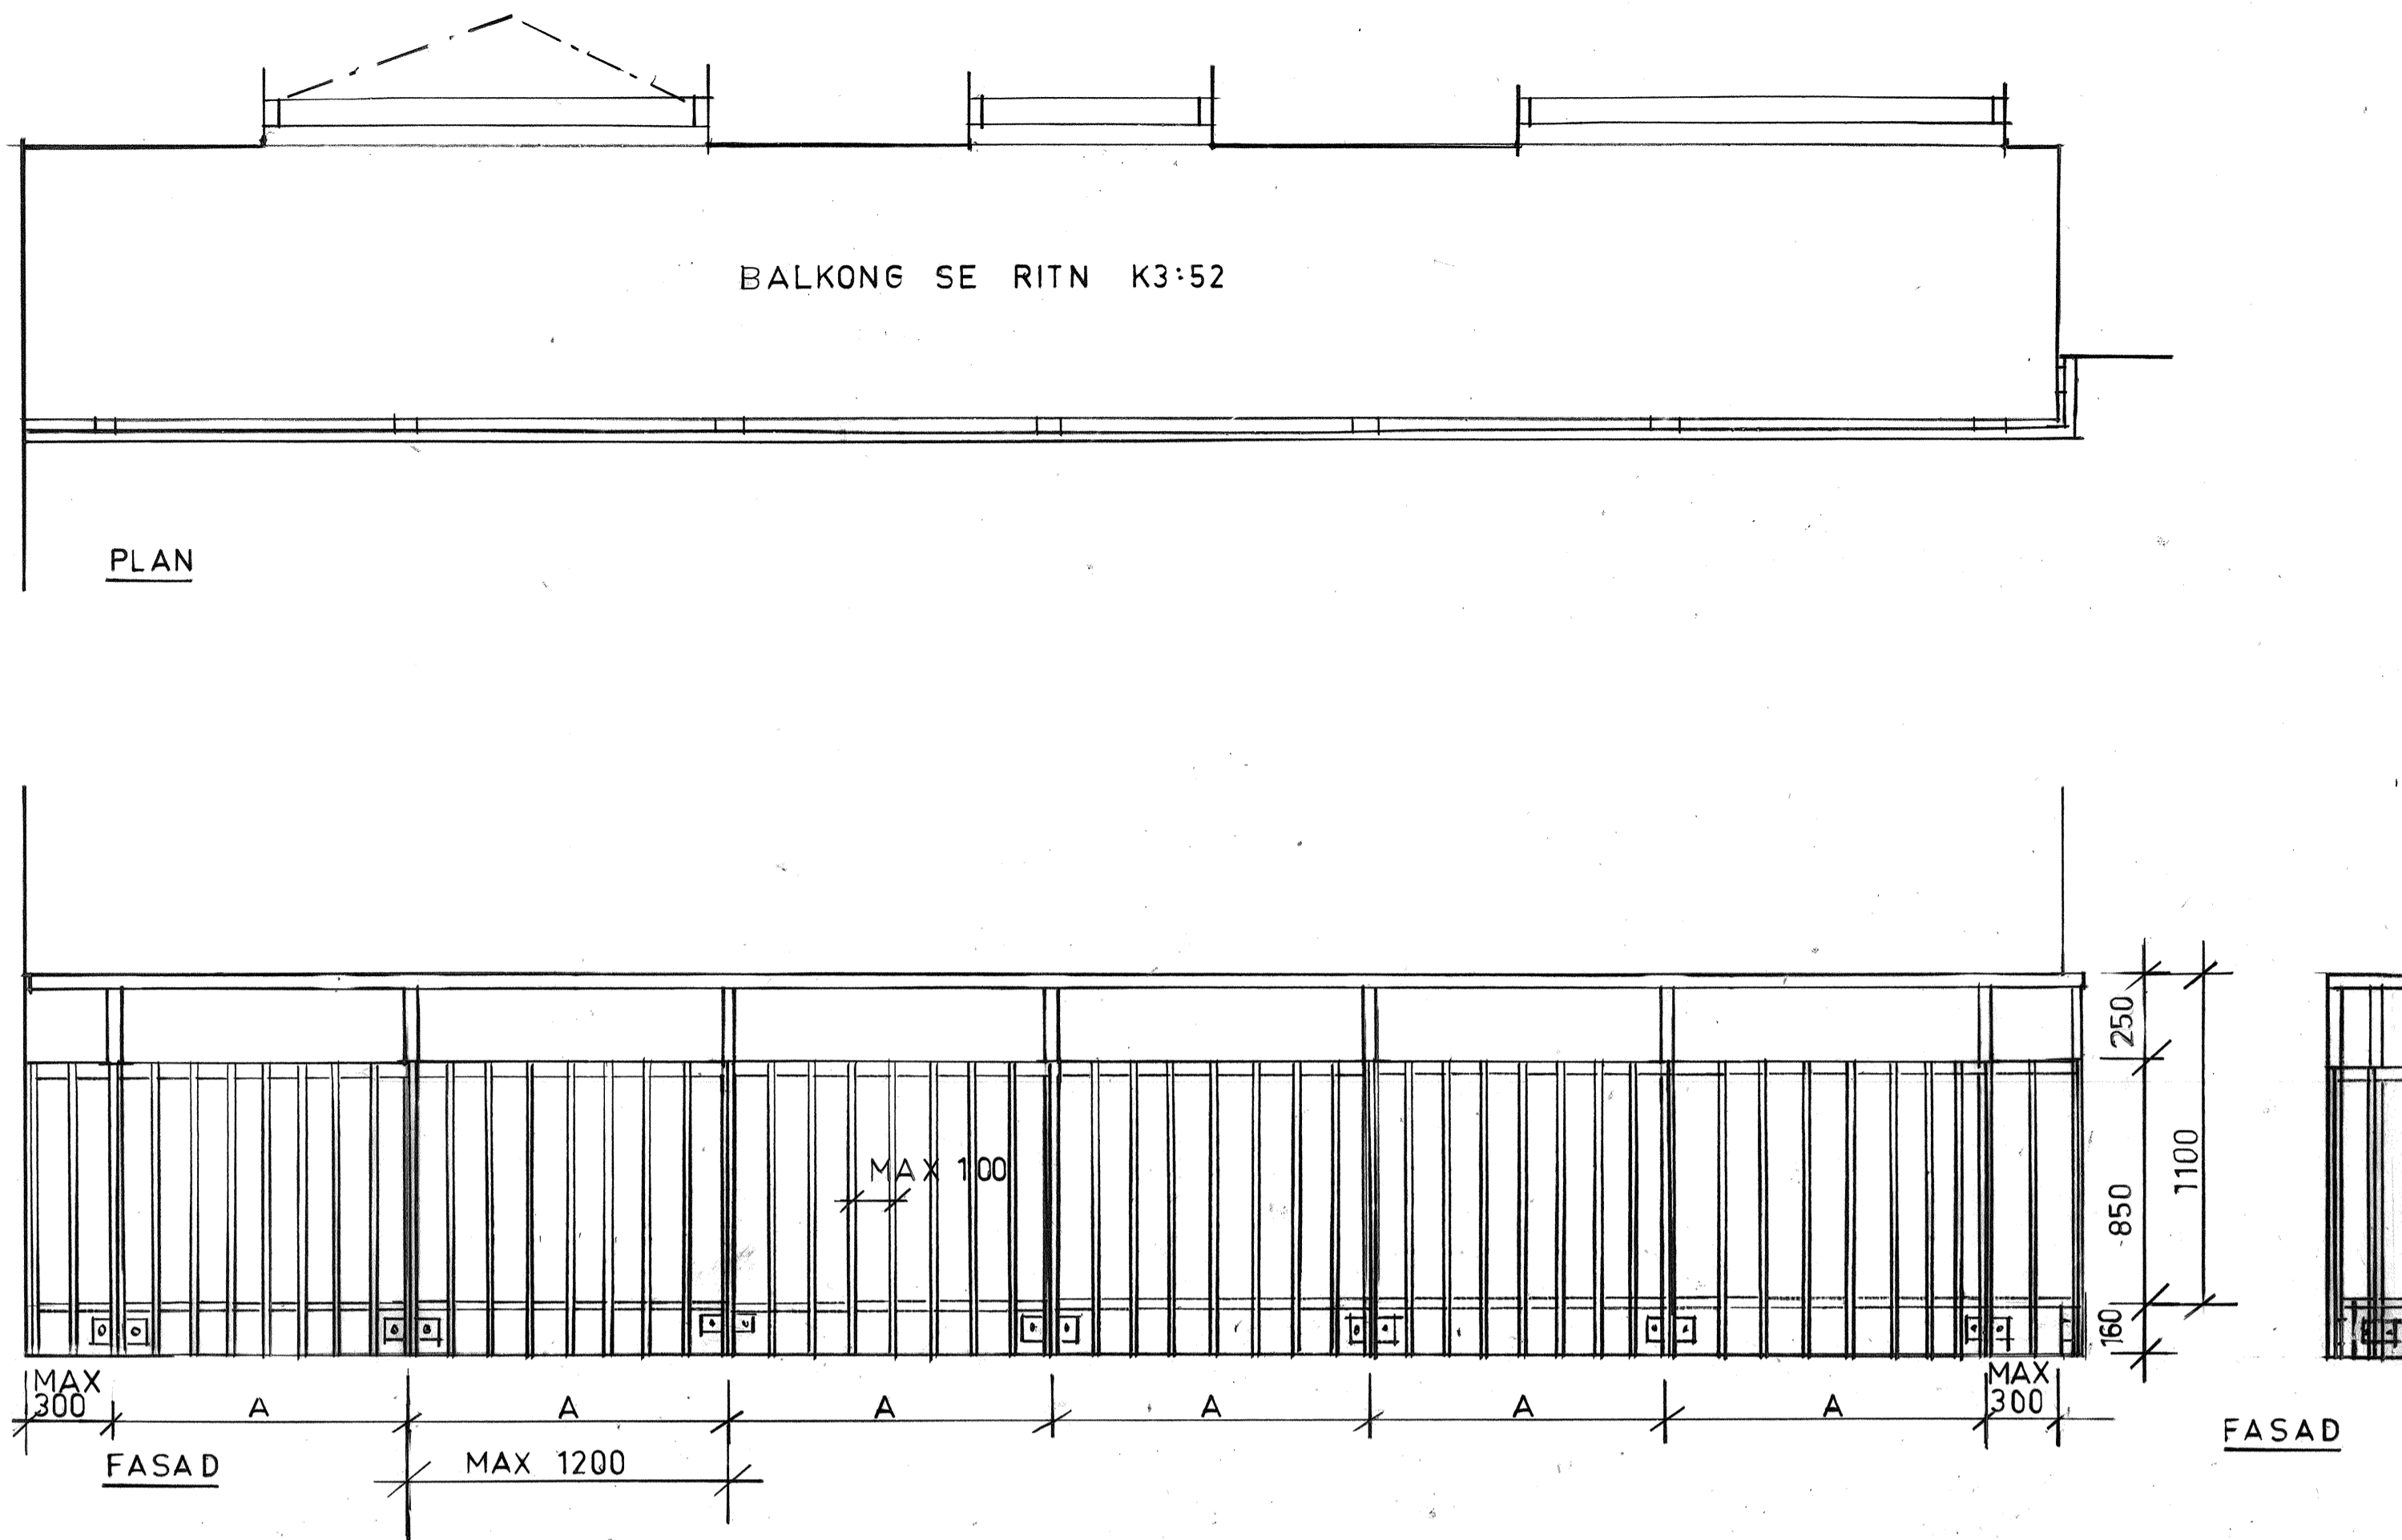 BALKONG SE RITN K3:52
PLAN
250
MAX 100
1100
850
160
MAX
300
A
A
A
A
A
A
MAX
300
FASAD
MAX 1200
FASAD